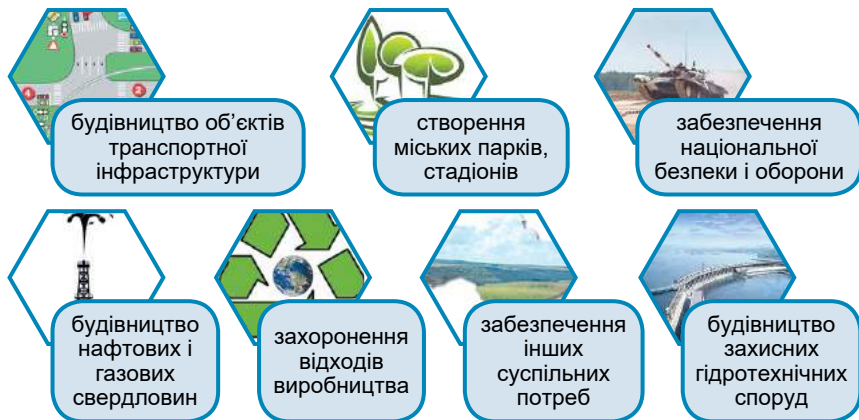 будівництво об’єктів
транспортної
інфраструктури
створення
міських парків,
стадіонів
забезпечення
національної
безпеки і оборони
будівництво
нафтових і
газових
свердловин
захоронення
відходів
виробництва
забезпечення
інших
суспільних
потреб
будівництво
захисних
гідротехнічних
споруд